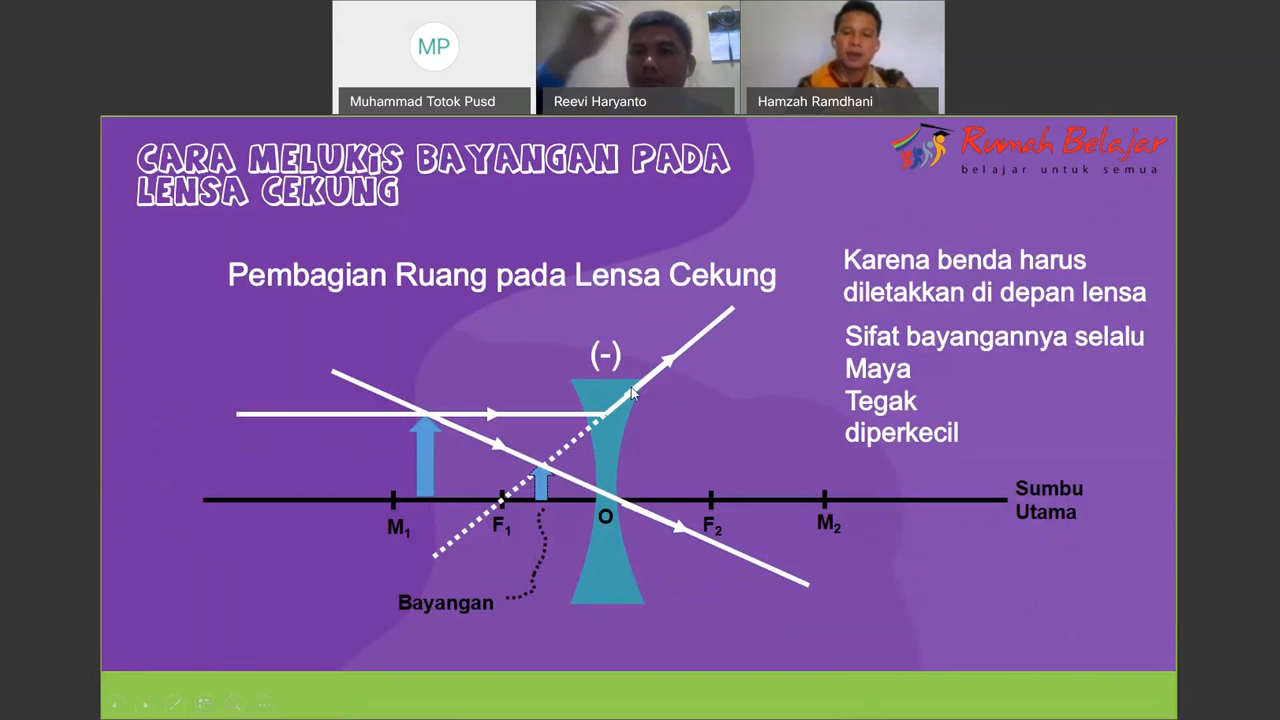 MP
Muhammad Totok Pusd
Reevi Haryanto
Hamzah Ramdhani
CARA MELUKIS BAYANGAN PADA
LENSA CEKUNG
Rumah Belajar
belajar untuk semua
Pembagian Ruang pada Lensa Cekung
Karena benda harus
diletakkan di depan lensa
Sifat bayangannya selalu
Maya
Tegak
diperkecil
(-)
Sumbu
Utama
M₁
F₁
O
F₂
M₂
Bayangan